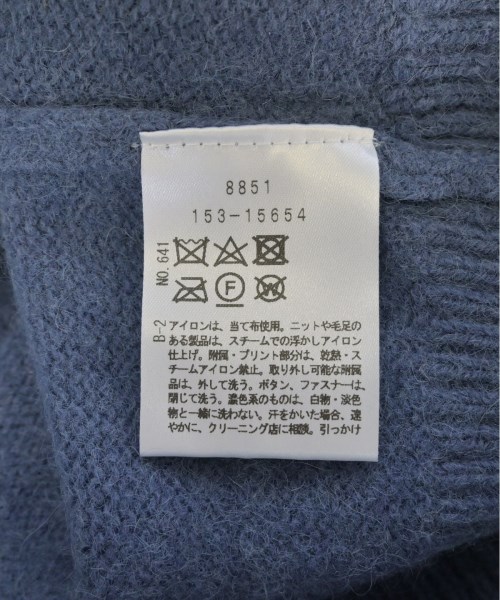 8851
153-15654
NO.641
F
W
B-2
アイロンは、当て布使用。ニットや毛足の
ある製品は、スチームでの浮かしアイロン
仕上げ。附属・プリント部分は、乾熱・ス
チームアイロン禁止。取り外し可能な附属
品は、外して洗う。ボタン、ファスナーは、
閉じて洗う。濃色系のものは、白物・淡色
物と一緒に洗わない。汗をかいた場合、速
やかに、クリーニング店に相談。引っかけ